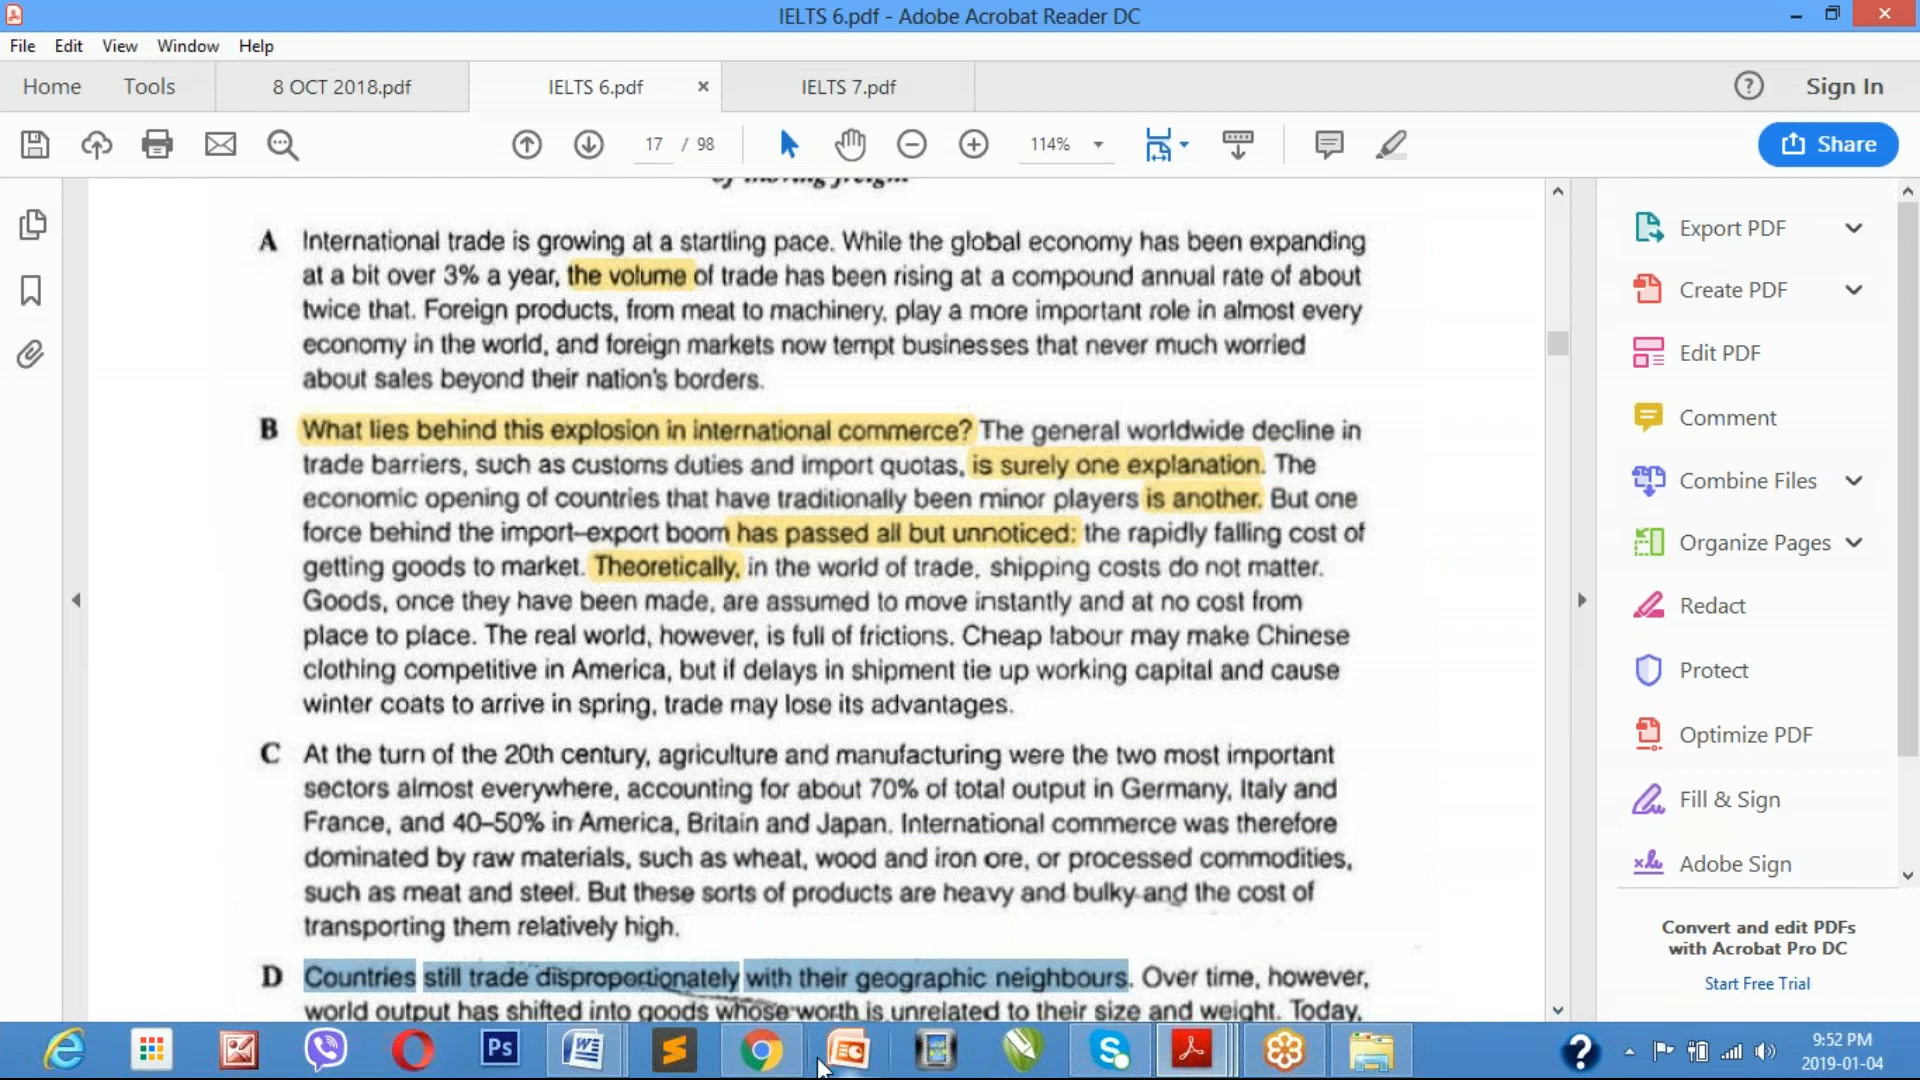 IELTS 6.pdf - Adobe Acrobat Reader DC
File Edit View Window Help
Home Tools 8 OCT 2018.pdf IELTS 6.pdf × IELTS 7.pdf ? Sign In
17 / 98 114% Share
of moving freight
A International trade is growing at a startling pace. While the global economy has been expanding
at a bit over 3% a year, the volume of trade has been rising at a compound annual rate of about
twice that. Foreign products, from meat to machinery, play a more important role in almost every
economy in the world, and foreign markets now tempt businesses that never much worried
about sales beyond their nation's borders.
B What lies behind this explosion in international commerce? The general worldwide decline in
trade barriers, such as customs duties and import quotas, is surely one explanation. The
economic opening of countries that have traditionally been minor players is another. But one
force behind the import–export boom has passed all but unnoticed: the rapidly falling cost of
getting goods to market. Theoretically, in the world of trade, shipping costs do not matter.
Goods, once they have been made, are assumed to move instantly and at no cost from
place to place. The real world, however, is full of frictions. Cheap labour may make Chinese
clothing competitive in America, but if delays in shipment tie up working capital and cause
winter coats to arrive in spring, trade may lose its advantages.
C At the turn of the 20th century, agriculture and manufacturing were the two most important
sectors almost everywhere, accounting for about 70% of total output in Germany, Italy and
France, and 40–50% in America, Britain and Japan. International commerce was therefore
dominated by raw materials, such as wheat, wood and iron ore, or processed commodities,
such as meat and steel. But these sorts of products are heavy and bulky and the cost of
transporting them relatively high.
D Countries still trade disproportionately with their geographic neighbours. Over time, however,
world output has shifted into goods whose worth is unrelated to their size and weight. Today,
Export PDF
Create PDF
Edit PDF
Comment
Combine Files
Organize Pages
Redact
Protect
Optimize PDF
Fill & Sign
Adobe Sign
Convert and edit PDFs
with Acrobat Pro DC
Start Free Trial
Ps
9:52 PM
2019-01-04